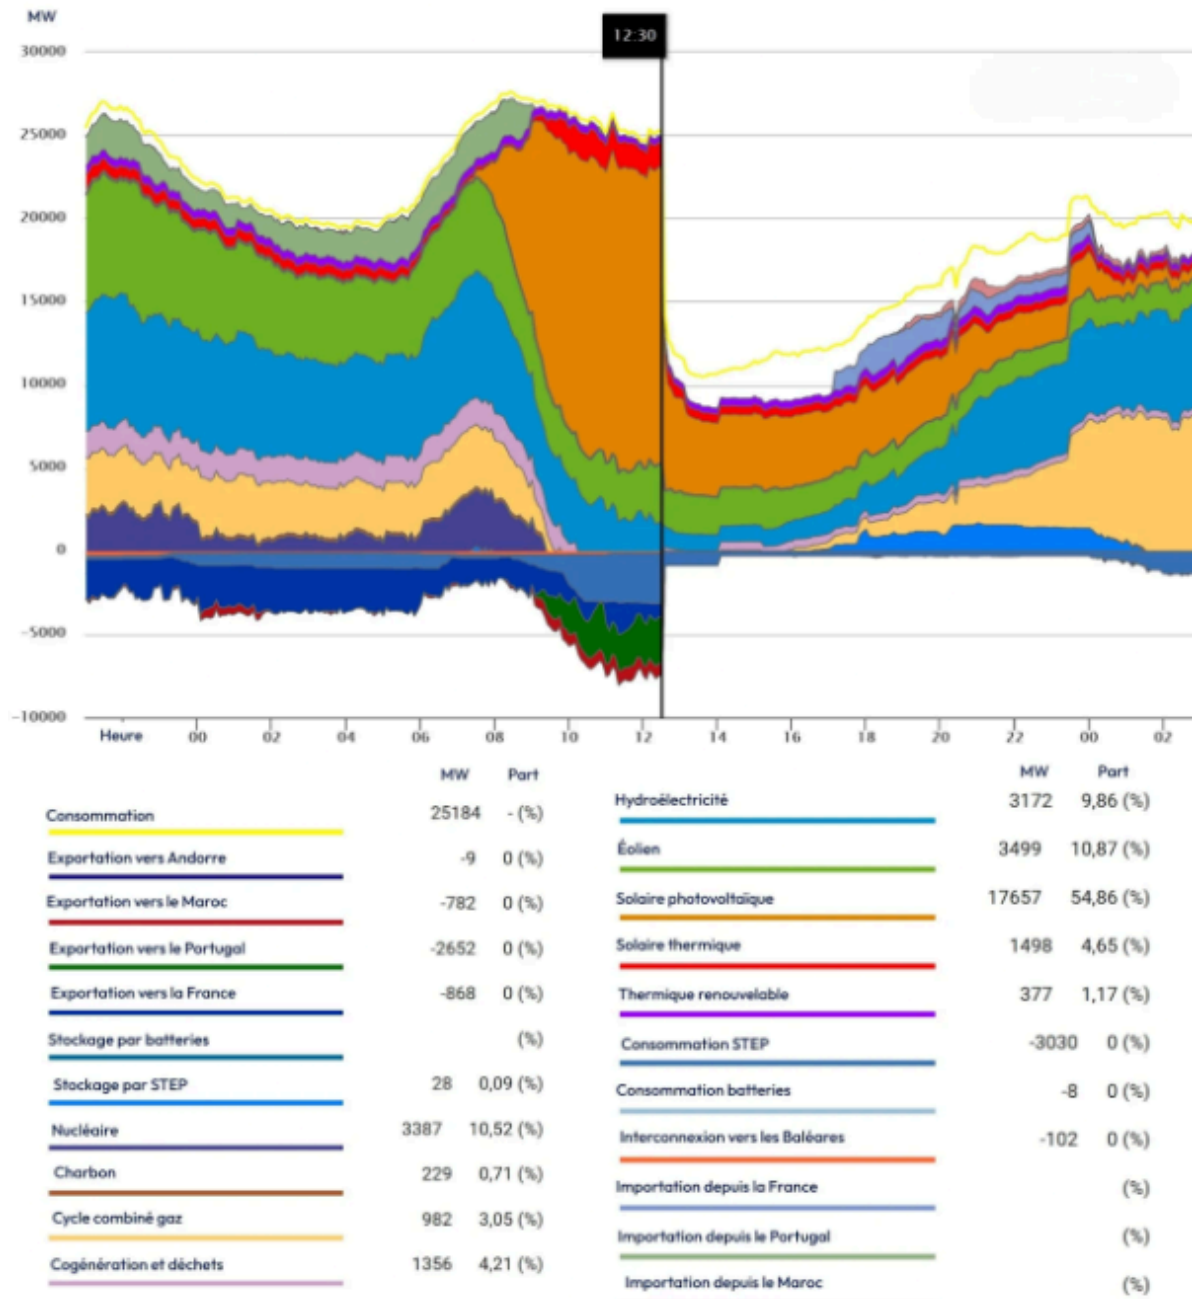 MW
12:30
30000
25000
20000
15000
10000
5000
0
-5000
-10000
Heure 00 02 04 06 08 10 12 14 16 18 20 22 00 02
MW Part
Consommation 25184 - (%)
Exportation vers Andorre -9 0 (%)
Exportation vers le Maroc -782 0 (%)
Exportation vers le Portugal -2652 0 (%)
Exportation vers la France -868 0 (%)
Stockage par batteries (%)
Stockage par STEP 28 0,09 (%)
Nucléaire 3387 10,52 (%)
Charbon 229 0,71 (%)
Cycle combiné gaz 982 3,05 (%)
Cogénération et déchets 1356 4,21 (%)
MW Part
Hydroélectricité 3172 9,86 (%)
Éolien 3499 10,87 (%)
Solaire photovoltaïque 17657 54,86 (%)
Solaire thermique 1498 4,65 (%)
Thermique renouvelable 377 1,17 (%)
Consommation STEP -3030 0 (%)
Consommation batteries -8 0 (%)
Interconnexion vers les Baléares -102 0 (%)
Importation depuis la France (%)
Importation depuis le Portugal (%)
Importation depuis le Maroc (%)